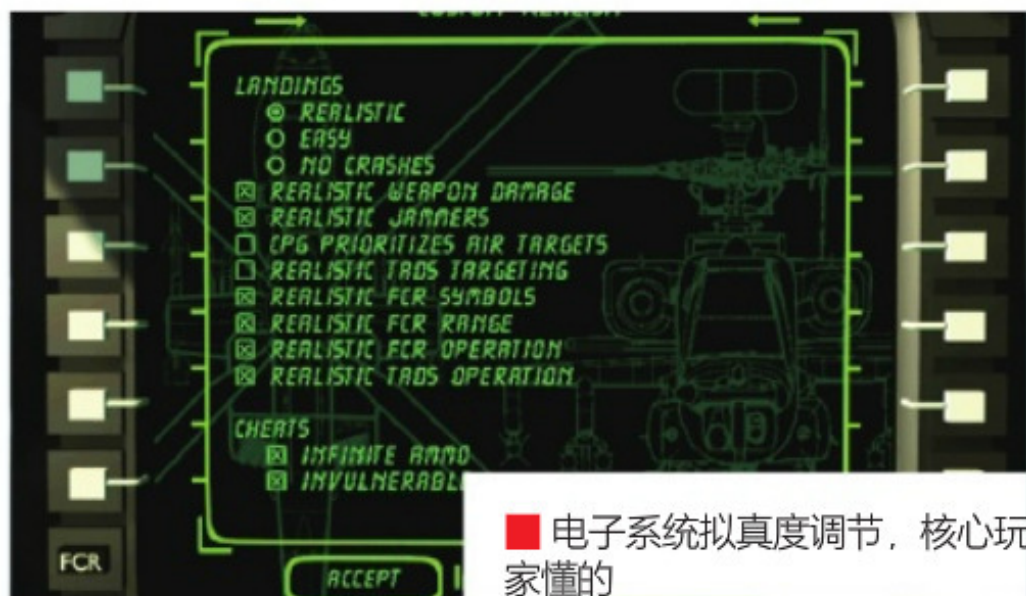 LANDINGS
REALISTIC
EASY
NO CRASHES
REALISTIC WEAPON DAMAGE
REALISTIC JAMMERS
CPG PRIORITIZES AIR TARGETS
REALISTIC TADS TARGETING
REALISTIC FCR SYMBOLS
REALISTIC FCR RANGE
REALISTIC FCR OPERATION
REALISTIC TADS OPERATION
CHEATS
INFINITE AMMO
INVULNERABLE
FCR
ACCEPT
电子系统拟真度调节，核心玩
家懂的